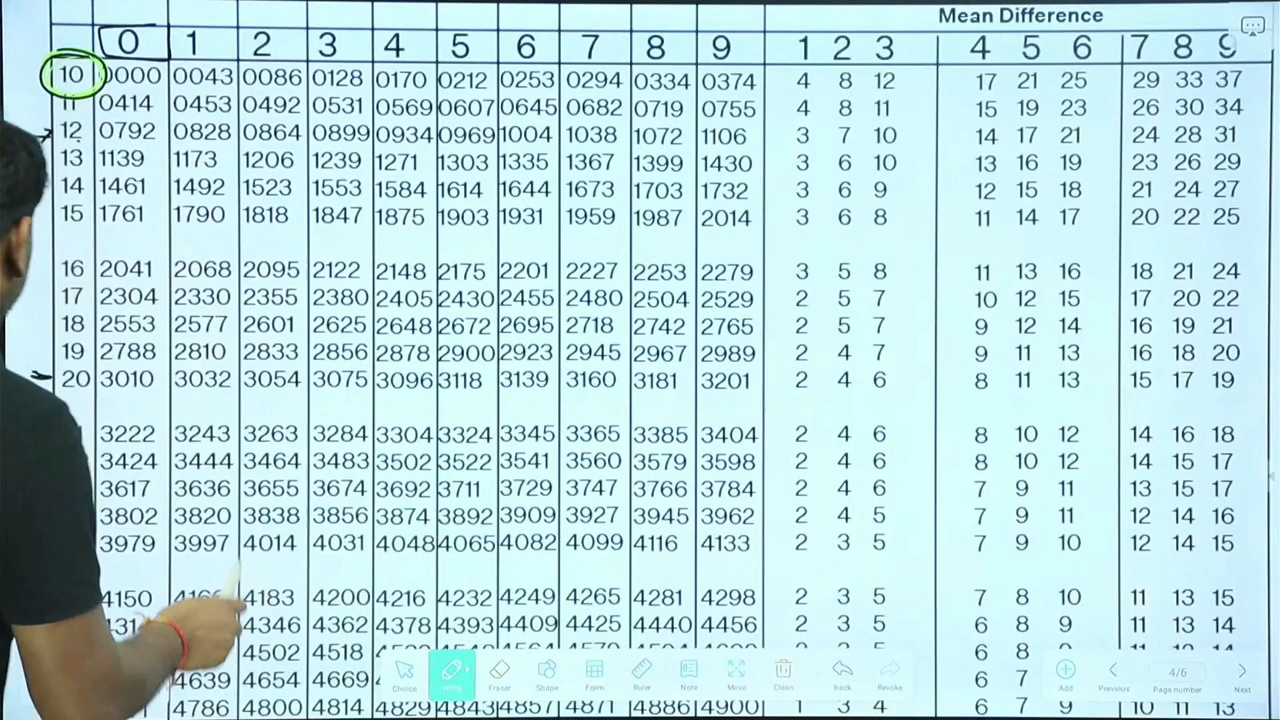 Mean Difference
0 1 2 3 4 5 6 7 8 9 1 2 3 4 5 6 7 8 9
10 0000 0043 0086 0128 0170 0212 0253 0294 0334 0374 4 8 12 17 21 25 29 33 37
11 0414 0453 0492 0531 0569 0607 0645 0682 0719 0755 4 8 11 15 19 23 26 30 34
12 0792 0828 0864 0899 0934 0969 1004 1038 1072 1106 3 7 10 14 17 21 24 28 31
13 1139 1173 1206 1239 1271 1303 1335 1367 1399 1430 3 6 10 13 16 19 23 26 29
14 1461 1492 1523 1553 1584 1614 1644 1673 1703 1732 3 6 9 12 15 18 21 24 27
15 1761 1790 1818 1847 1875 1903 1931 1959 1987 2014 3 6 8 11 14 17 20 22 25
16 2041 2068 2095 2122 2148 2175 2201 2227 2253 2279 3 5 8 11 13 16 18 21 24
17 2304 2330 2355 2380 2405 2430 2455 2480 2504 2529 2 5 7 10 12 15 17 20 22
18 2553 2577 2601 2625 2648 2672 2695 2718 2742 2765 2 5 7 9 12 14 16 19 21
19 2788 2810 2833 2856 2878 2900 2923 2945 2967 2989 2 4 7 9 11 13 16 18 20
20 3010 3032 3054 3075 3096 3118 3139 3160 3181 3201 2 4 6 8 11 13 15 17 19
3222 3243 3263 3284 3304 3324 3345 3365 3385 3404 2 4 6 8 10 12 14 16 18
3424 3444 3464 3483 3502 3522 3541 3560 3579 3598 2 4 6 8 10 12 14 15 17
3617 3636 3655 3674 3692 3711 3729 3747 3766 3784 2 4 6 7 9 11 13 15 17
3802 3820 3838 3856 3874 3892 3909 3927 3945 3962 2 4 5 7 9 11 12 14 16
3979 3997 4014 4031 4048 4065 4082 4099 4116 4133 2 3 5 7 9 10 12 14 15
4150 4183 4200 4216 4232 4249 4265 4281 4298 2 3 5 7 8 10 11 13 15
4346 4362 4378 4393 4409 4425 4440 4456 2 3 5 6 8 9 11 13 14
4502 4518 6 8
4639 4654 4669 6 7
4786 4800 4814 4829 4843 4857 4871 4886 4900 1 3 4 6 7 9 10 11 13
Choice Write Eraser Shape Form Ruler Note Move Clean back Revoke Add Previous 4/6 Page number Next